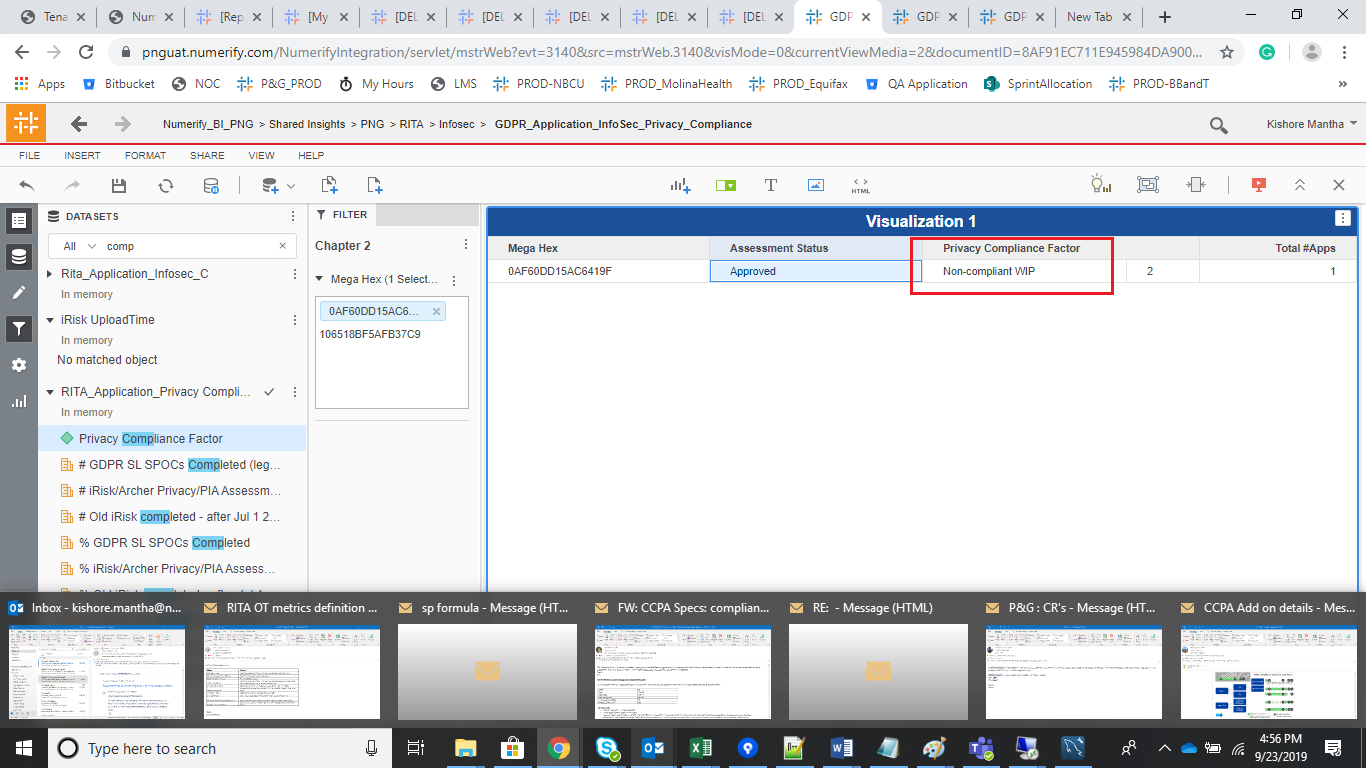 Tena
Num
[Rep
[My
[DEL
[DEL
[DEL
[DEL
[DEL
GDP
GDP
GDP
New Tab
pnguat.numerify.com/NumerifyIntegration/servlet/mstrWeb?evt=3140&src=mstrWeb.3140&visMode=0&currentViewMedia=2&documentID=8AF91EC711E945984DA900...
Apps Bitbucket NOC P&G_PROD My Hours LMS PROD-NBCU PROD_MolinaHealth PROD_Equifax QA Application SprintAllocation PROD-BBandT »
Numerify_BI_PNG > Shared Insights > PNG > RITA > Infosec > GDPR_Application_InfoSec_Privacy_Compliance
Kishore Mantha
FILE INSERT FORMAT SHARE VIEW HELP
HTML
DATASETS
All comp
Rita_Application_Infosec_C
In memory
iRisk UploadTime
In memory
No matched object
RITA_Application_Privacy Compli...
In memory
Privacy Compliance Factor
# GDPR SL SPOCs Completed (leg...
# iRisk/Archer Privacy/PIA Assessm...
# Old iRisk completed - after Jul 1 2...
% GDPR SL SPOCs Completed
% iRisk/Archer Privacy/PIA Assess...
FILTER
Chapter 2
Mega Hex (1 Select...
0AF60DD15AC6...
106518BF5AFB37C9
Visualization 1
Mega Hex Assessment Status Privacy Compliance Factor Total #Apps
0AF60DD15AC6419F Approved Non-compliant WIP 2 1
Inbox - kishore.mantha@n...
RITA OT metrics definition ...
sp formula - Message (HT...
FW: CCPA Specs: complian...
RE: - Message (HTML)
P&G : CR's - Message (HT...
CCPA Add on details - Mes...
Type here to search
4:56 PM
9/23/2019